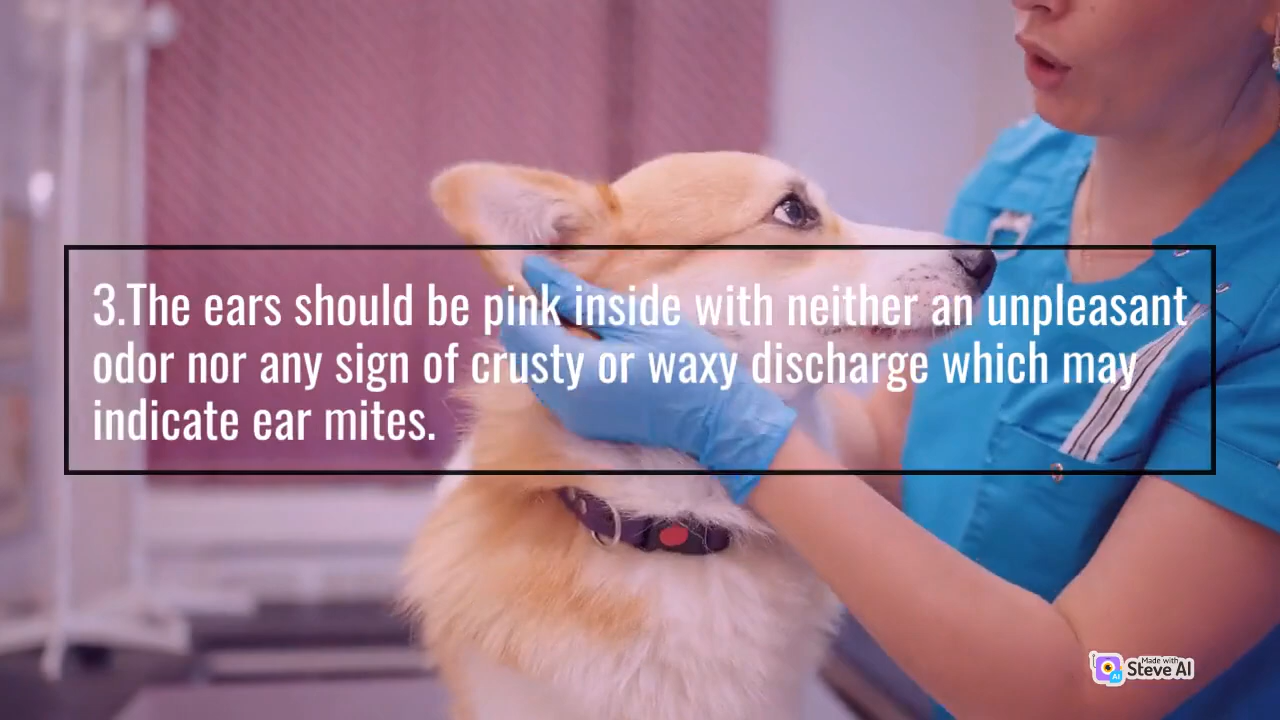 3.The ears should be pink inside with neither an unpleasant
odor nor any sign of crusty or waxy discharge which may
indicate ear mites.
Made with
Steve AI
AI